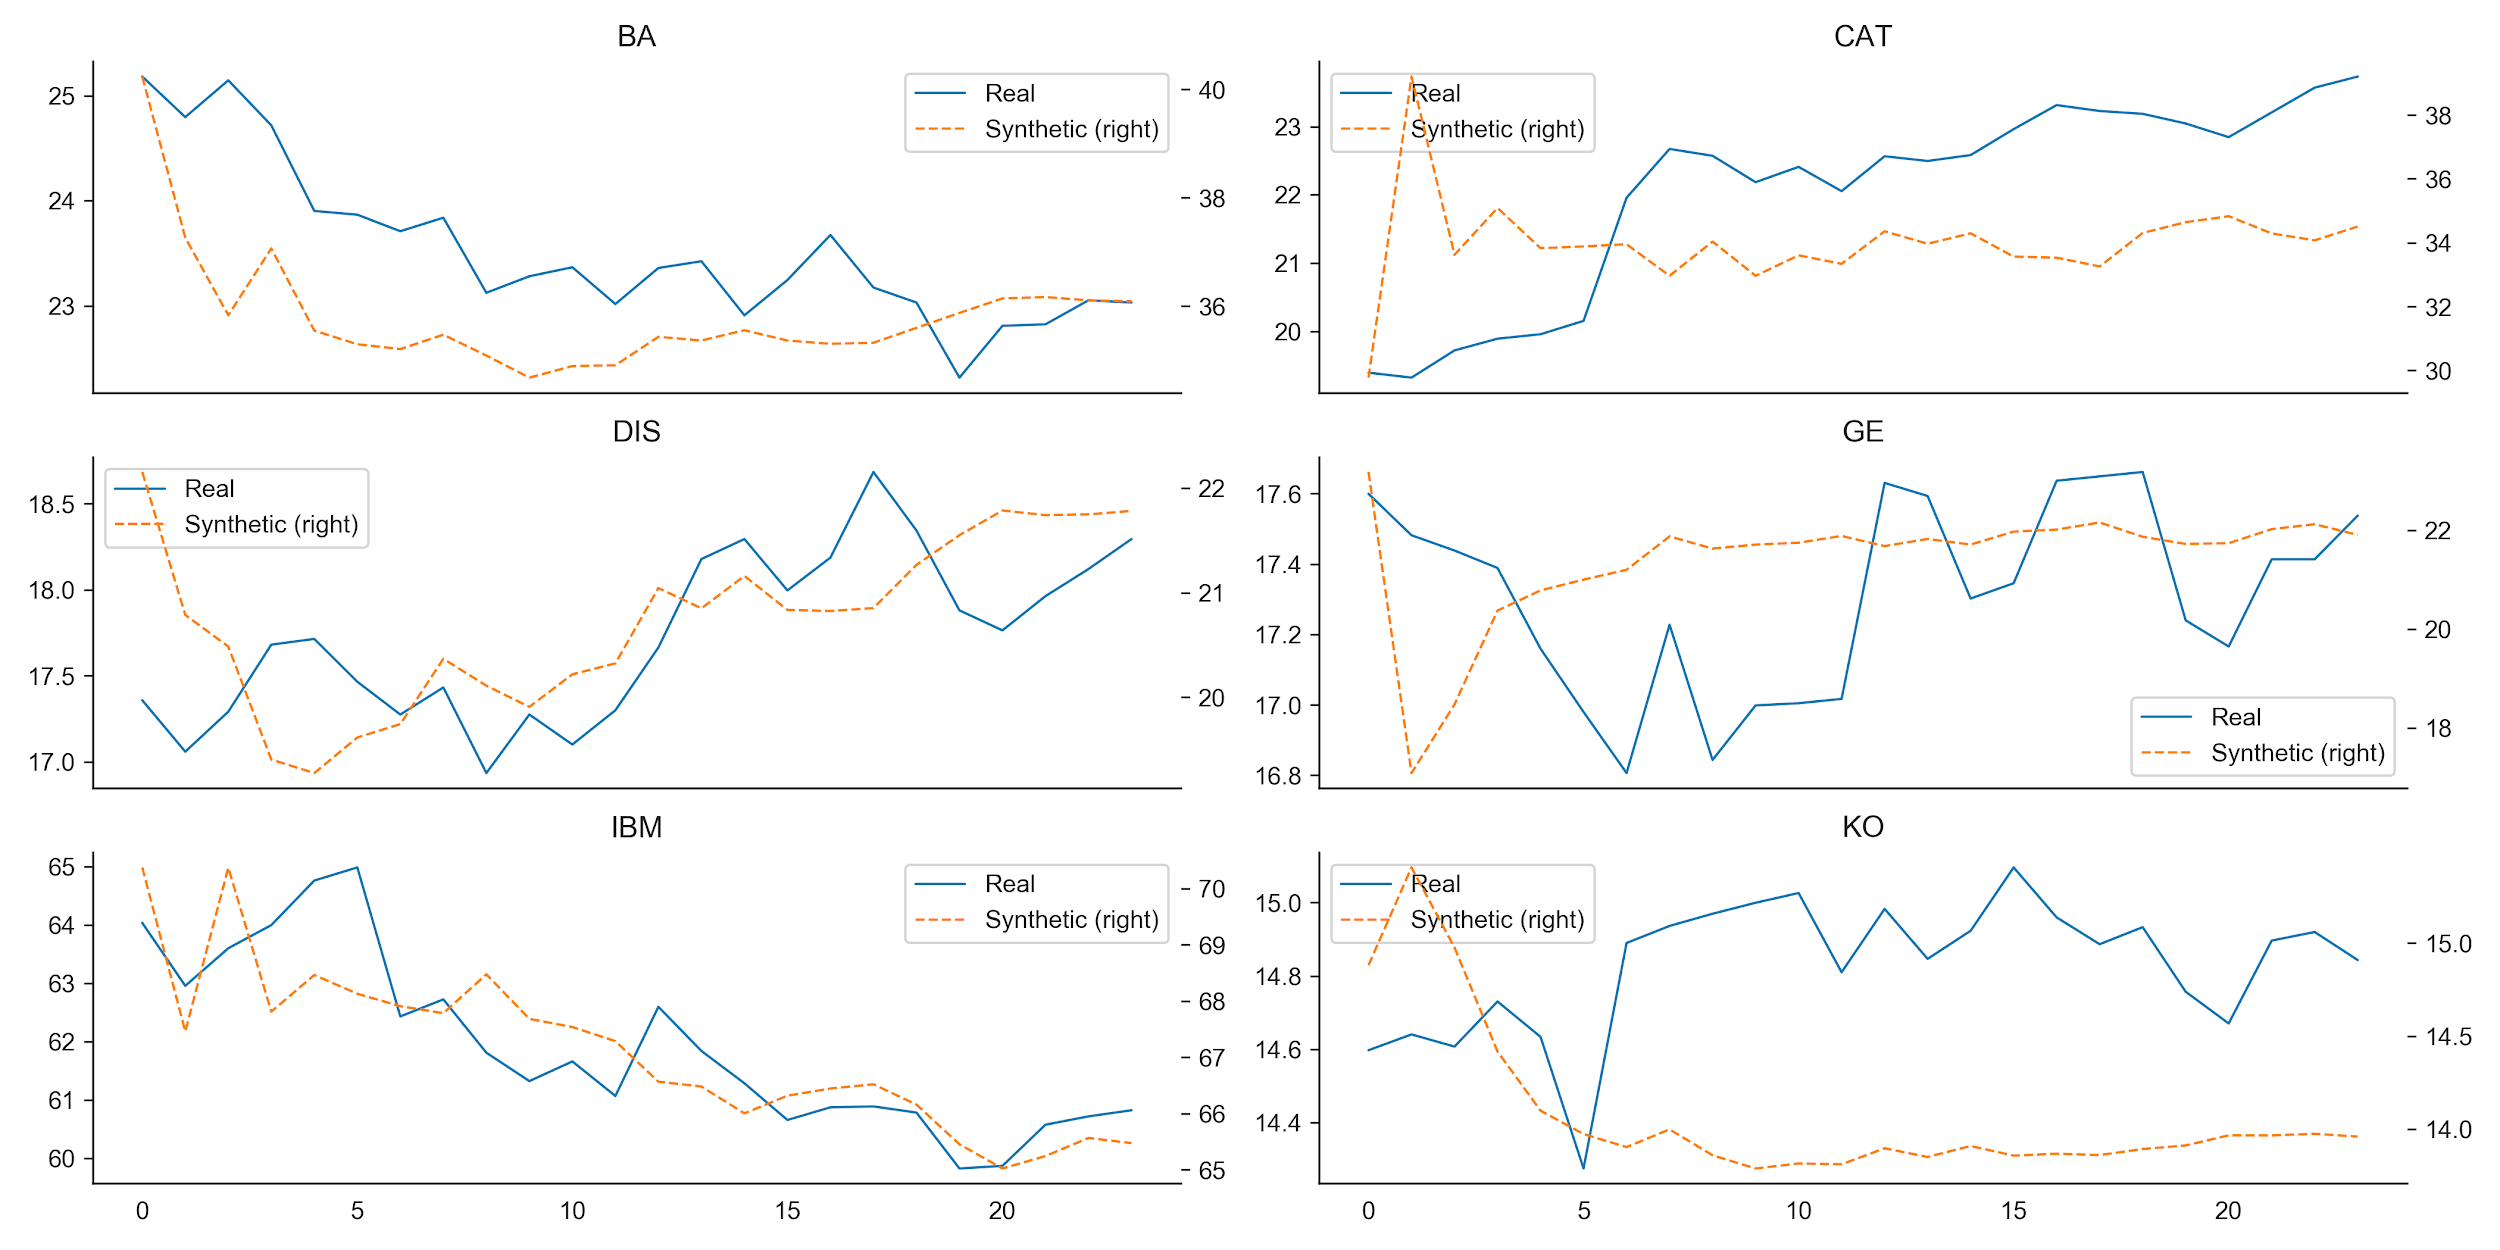 BA
25
24
23
40
38
36
Real
Synthetic (right)
CAT
23
22
21
20
38
36
34
32
30
Real
Synthetic (right)
DIS
18.5
18.0
17.5
17.0
22
21
20
Real
Synthetic (right)
GE
17.6
17.4
17.2
17.0
16.8
22
20
18
Real
Synthetic (right)
IBM
65
64
63
62
61
60
70
69
68
67
66
65
Real
Synthetic (right)
0 5 10 15 20
KO
15.0
14.8
14.6
14.4
15.0
14.5
14.0
Real
Synthetic (right)
0 5 10 15 20